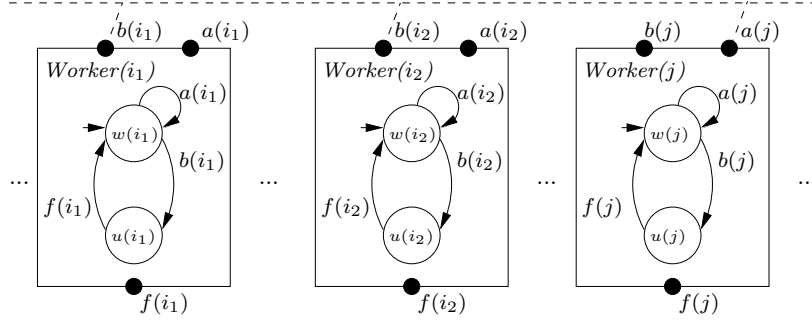 b(i₁) a(i₁) b(i₂) a(i₂) b(j) a(j)
Worker(i₁) Worker(i₂) Worker(j)
a(i₁) a(i₂) a(j)
w(i₁) w(i₂) w(j)
b(i₁) b(i₂) b(j)
... ... ... ...
f(i₁) f(i₂) f(j)
u(i₁) u(i₂) u(j)
f(i₁) f(i₂) f(j)